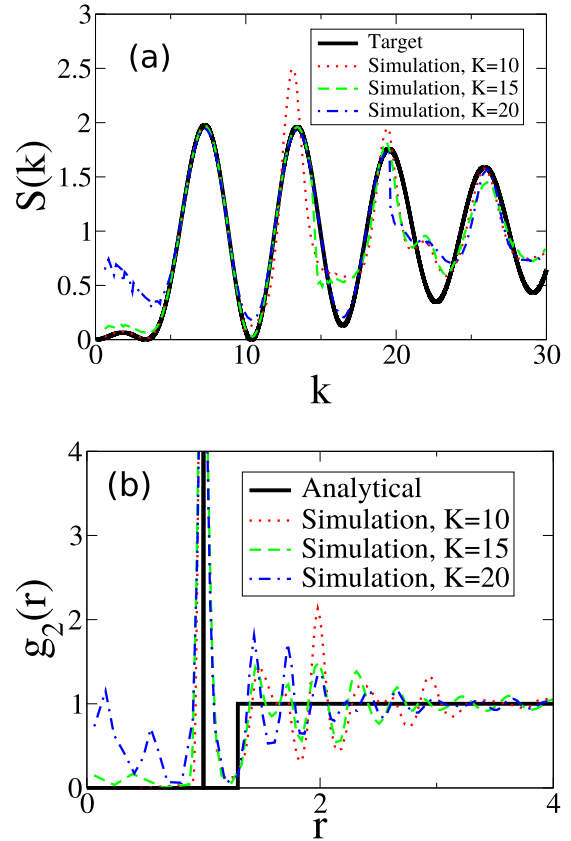 (a)
Target
Simulation, K=10
Simulation, K=15
Simulation, K=20
S(k)
3
2.5
2
1.5
1
0.5
0
0 10 20 30
k
(b)
Analytical
Simulation, K=10
Simulation, K=15
Simulation, K=20
g2(r)
4
3
2
1
0
0 2 4
r